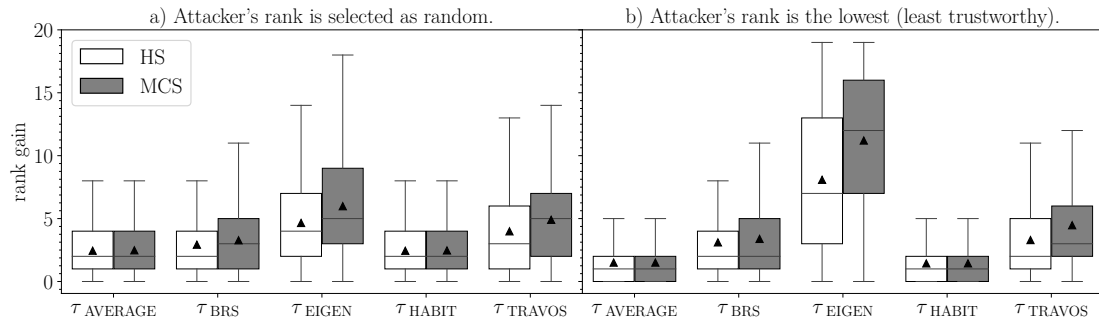 a) Attacker's rank is selected as random.
b) Attacker's rank is the lowest (least trustworthy).
20
15
10
5
0
rank gain
HS
MCS
τ AVERAGE
τ BRS
τ EIGEN
τ HABIT
τ TRAVOS
τ AVERAGE
τ BRS
τ EIGEN
τ HABIT
τ TRAVOS